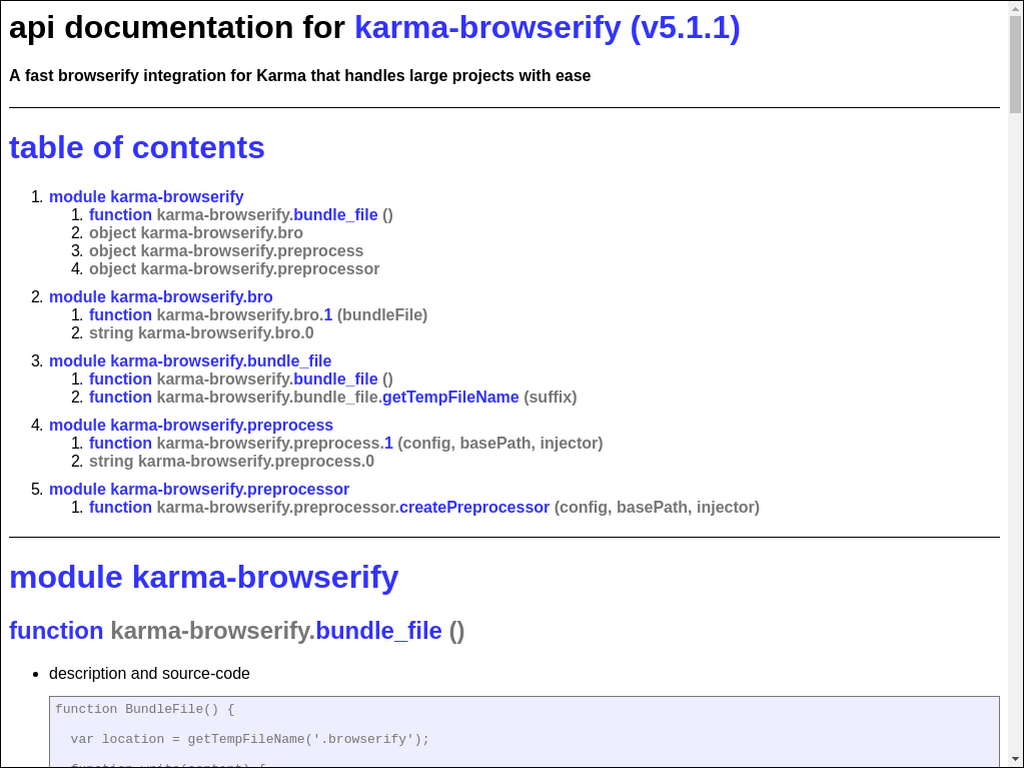 api documentation for karma-browserify (v5.1.1)
A fast browserify integration for Karma that handles large projects with ease
table of contents
1. module karma-browserify
1. function karma-browserify.bundle_file ()
2. object karma-browserify.bro
3. object karma-browserify.preprocess
4. object karma-browserify.preprocessor
2. module karma-browserify.bro
1. function karma-browserify.bro.1 (bundleFile)
2. string karma-browserify.bro.0
3. module karma-browserify.bundle_file
1. function karma-browserify.bundle_file ()
2. function karma-browserify.bundle_file.getTempFileName (suffix)
4. module karma-browserify.preprocess
1. function karma-browserify.preprocess.1 (config, basePath, injector)
2. string karma-browserify.preprocess.0
5. module karma-browserify.preprocessor
1. function karma-browserify.preprocessor.createPreprocessor (config, basePath, injector)
module karma-browserify
function karma-browserify.bundle_file ()
• description and source-code
function BundleFile() {
var location = getTempFileName('.browserify');
function write(content) {